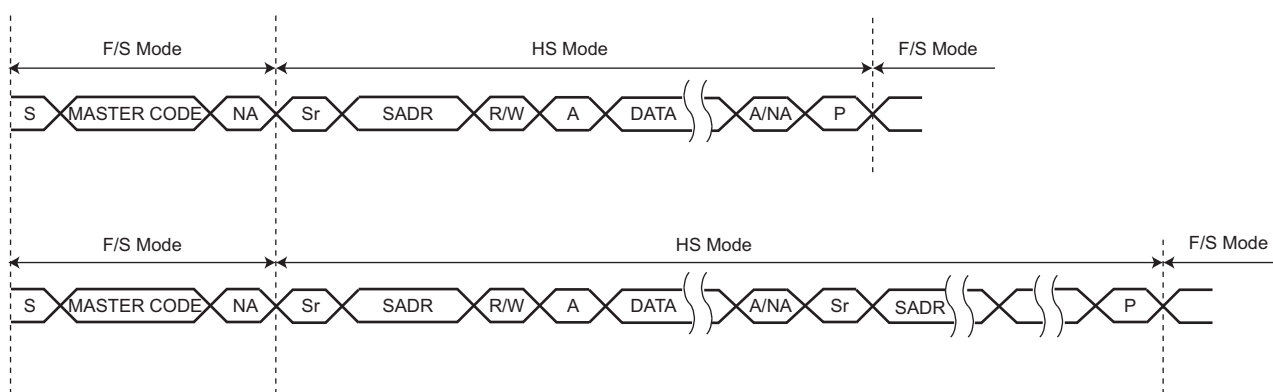 F/S Mode HS Mode F/S Mode
S MASTER CODE NA Sr SADR R/W A DATA A/NA P
F/S Mode HS Mode F/S Mode
S MASTER CODE NA Sr SADR R/W A DATA A/NA Sr SADR P